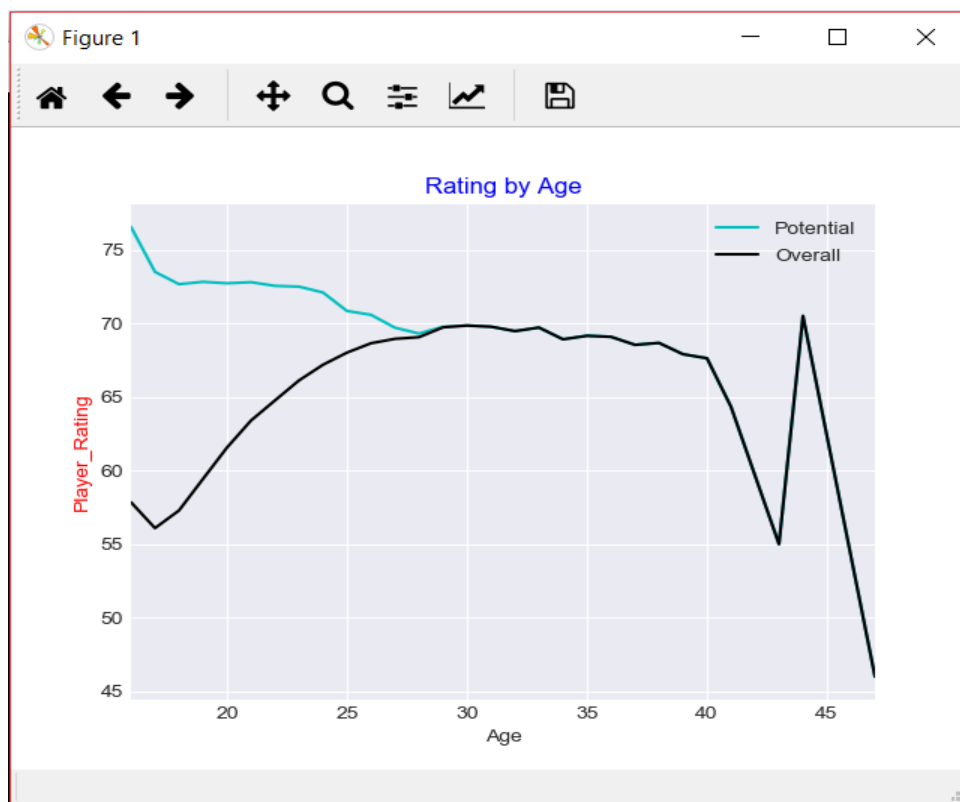 Figure 1
Rating by Age
Potential
Overall
75
70
65
60
55
50
45
Player_Rating
20 25 30 35 40 45
Age